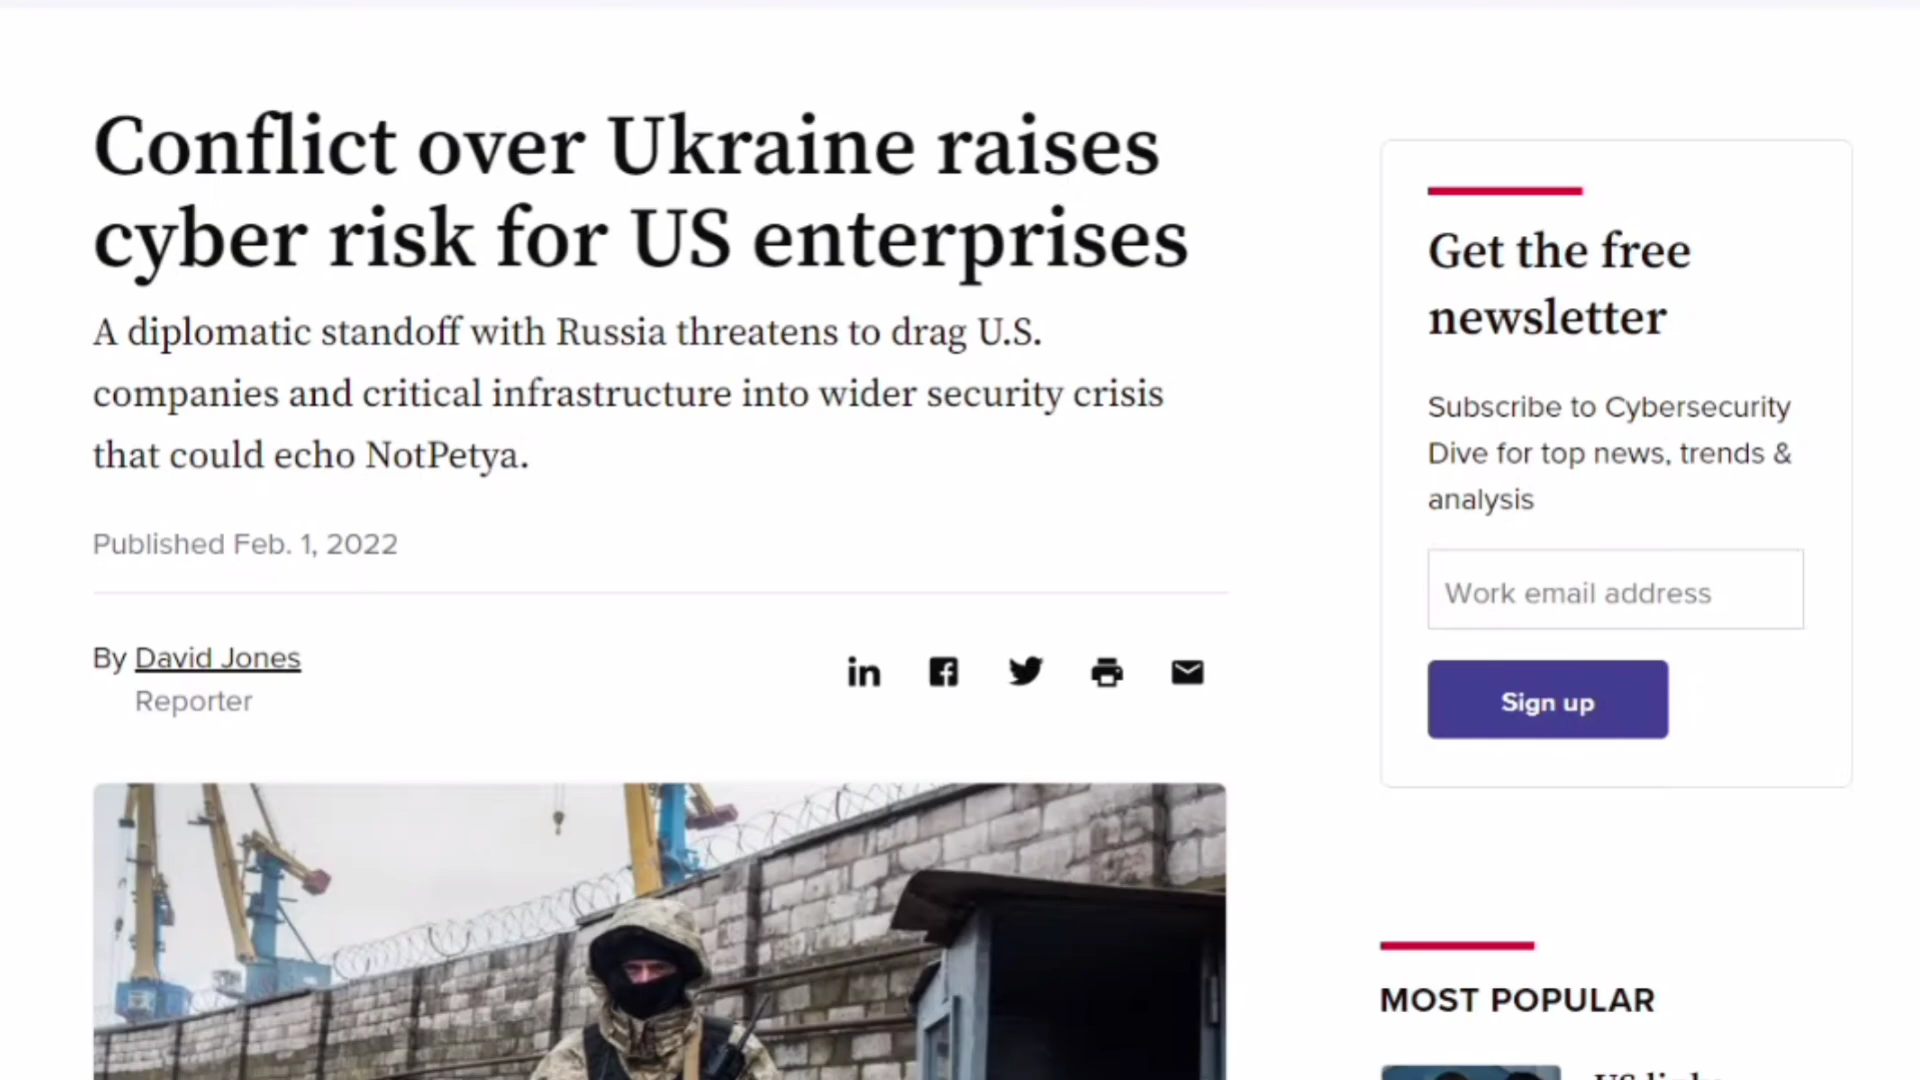 Conflict over Ukraine raises
cyber risk for US enterprises
A diplomatic standoff with Russia threatens to drag U.S.
companies and critical infrastructure into wider security crisis
that could echo NotPetya.
Published Feb. 1, 2022
By David Jones
Reporter
Get the free
newsletter
Subscribe to Cybersecurity
Dive for top news, trends &
analysis
Work email address
Sign up
MOST POPULAR